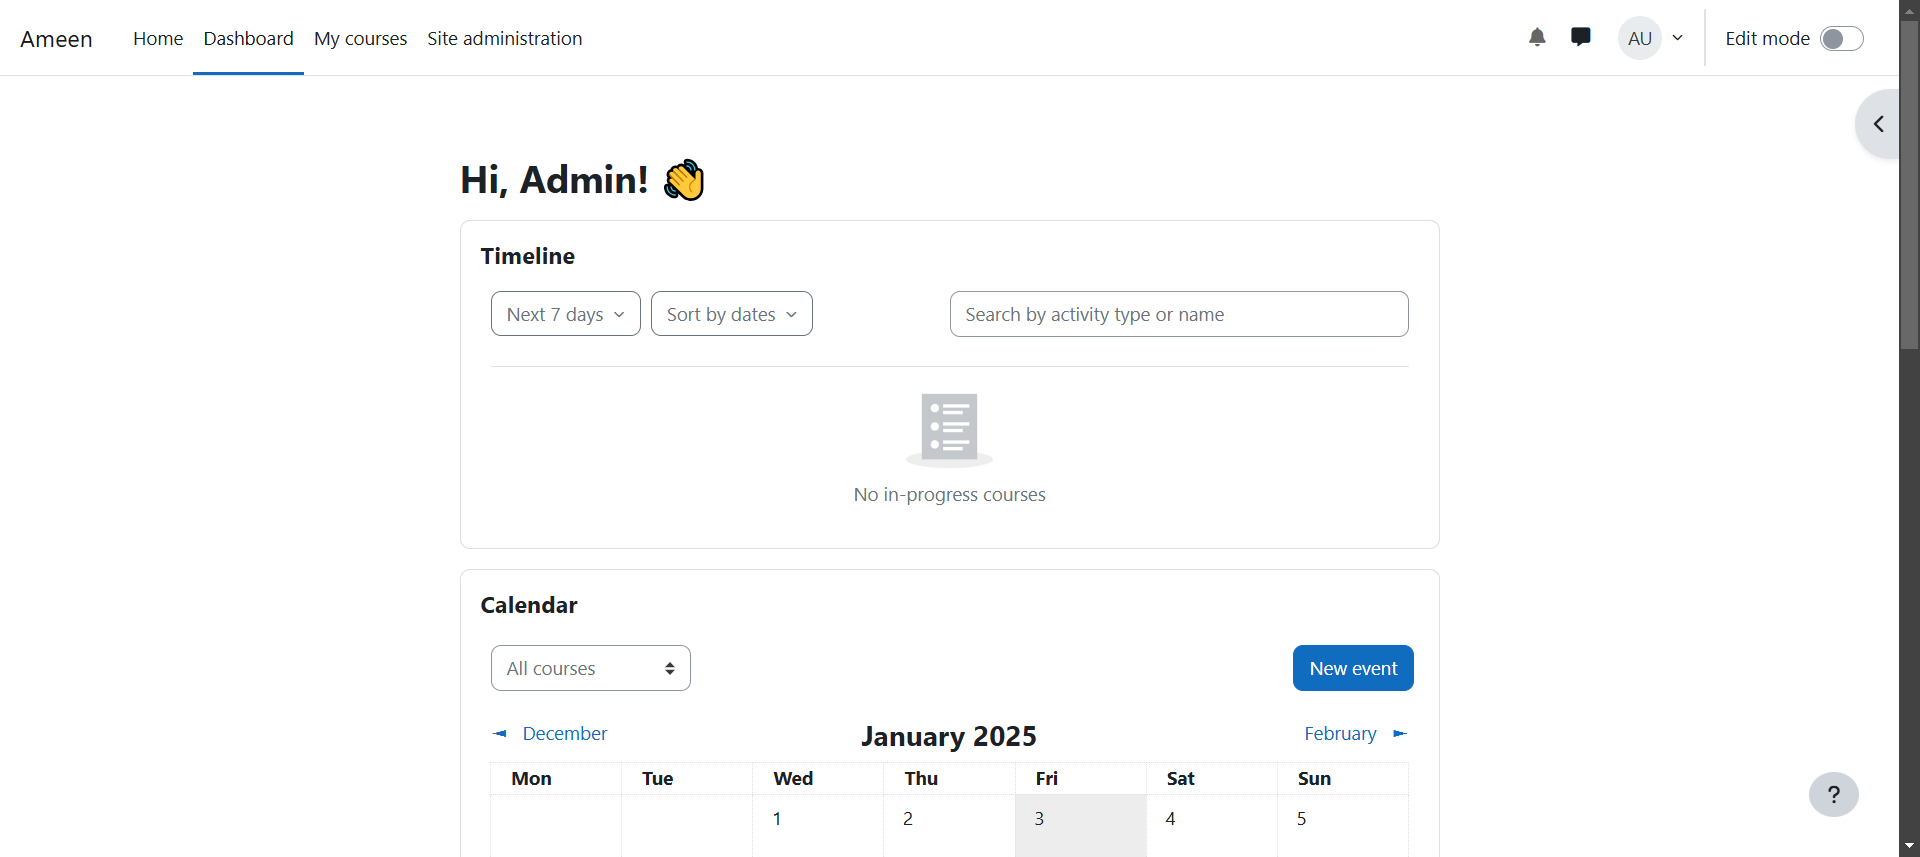 Ameen Home Dashboard My courses Site administration AU Edit mode
Hi, Admin! 👋
Timeline
Next 7 days Sort by dates Search by activity type or name
No in-progress courses
Calendar
All courses New event
◄ December January 2025 February ►
Mon Tue Wed Thu Fri Sat Sun
1 2 3 4 5
?